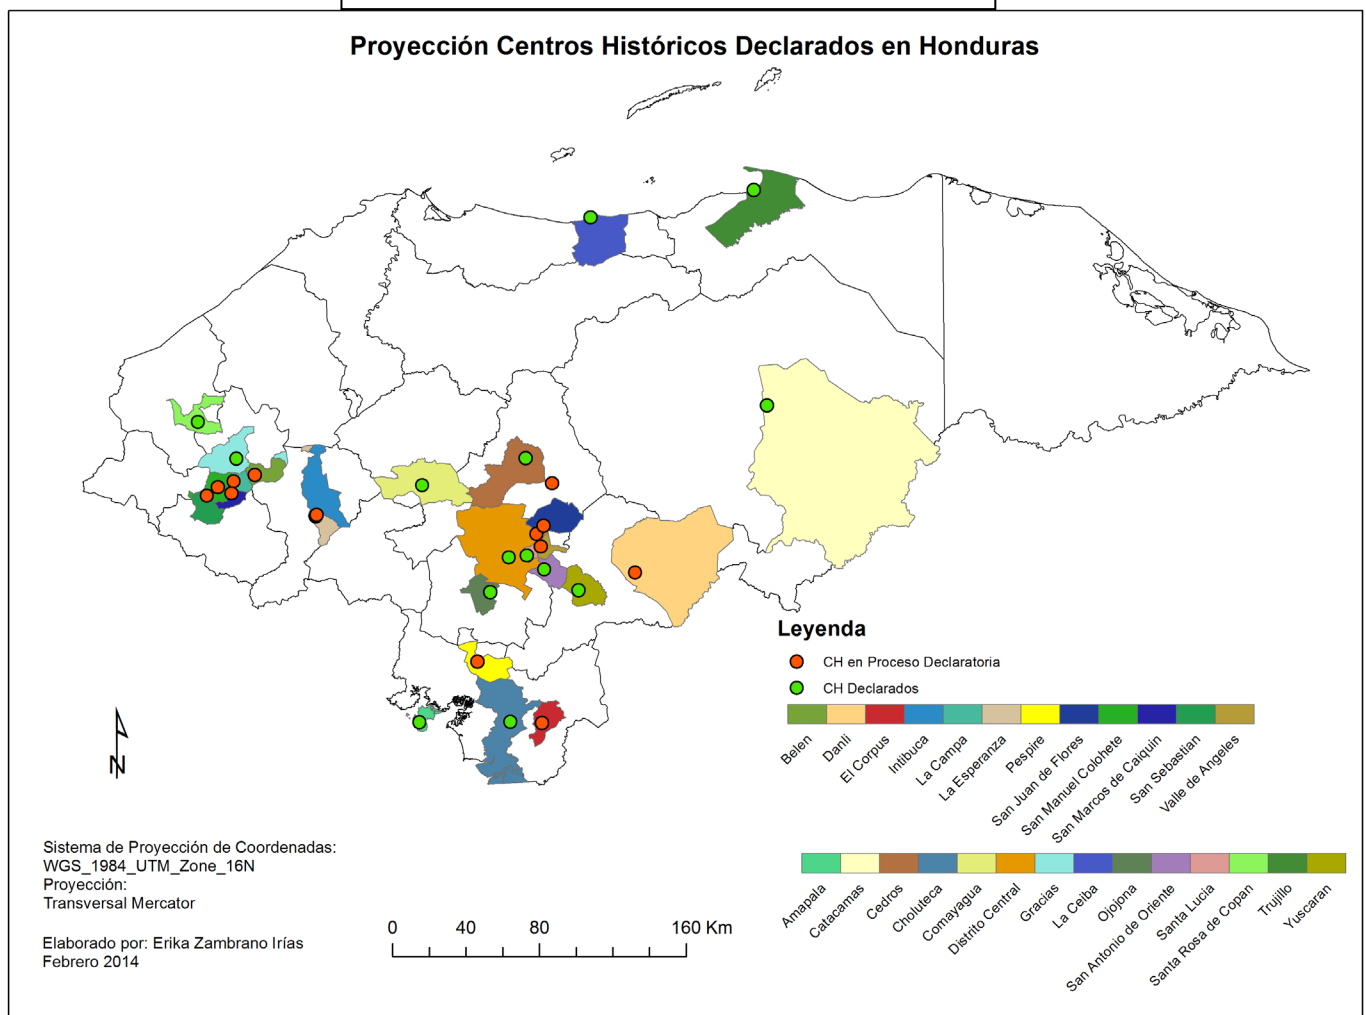 Proyección Centros Históricos Declarados en Honduras
Leyenda
CH en Proceso Declaratoria
CH Declarados
Belen
Danli
El Corpus
Intibuca
La Campa
La Esperanza
Pespire
San Juan de Flores
San Manuel Colohete
San Marcos de Caiquin
San Sebastian
Valle de Angeles
Amapala
Catacamas
Cedros
Choluteca
Comayagua
Distrito Central
Gracias
La Ceiba
Ojojona
San Antonio de Oriente
Santa Lucia
Santa Rosa de Copan
Trujillo
Yuscaran
N
Sistema de Proyección de Coordenadas:
WGS_1984_UTM_Zone_16N
Proyección:
Transversal Mercator
Elaborado por: Erika Zambrano Irías
Febrero 2014
0 40 80 160 Km